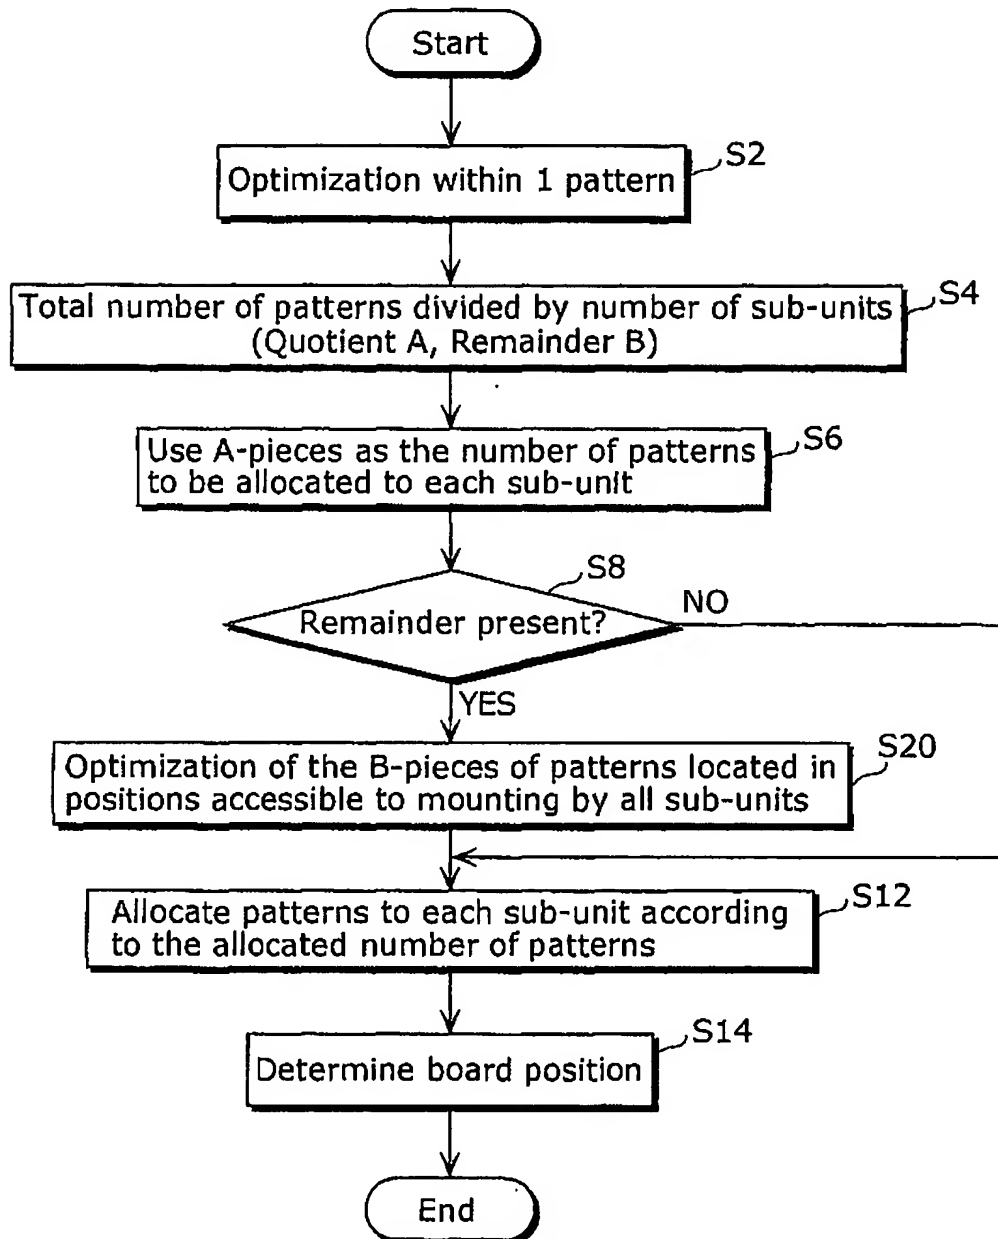 Start
Optimization within 1 pattern
S2
Total number of patterns divided by number of sub-units
(Quotient A, Remainder B)
S4
Use A-pieces as the number of patterns
to be allocated to each sub-unit
S6
Remainder present?
S8
NO
YES
Optimization of the B-pieces of patterns located in
positions accessible to mounting by all sub-units
S20
Allocate patterns to each sub-unit according
to the allocated number of patterns
S12
Determine board position
S14
End